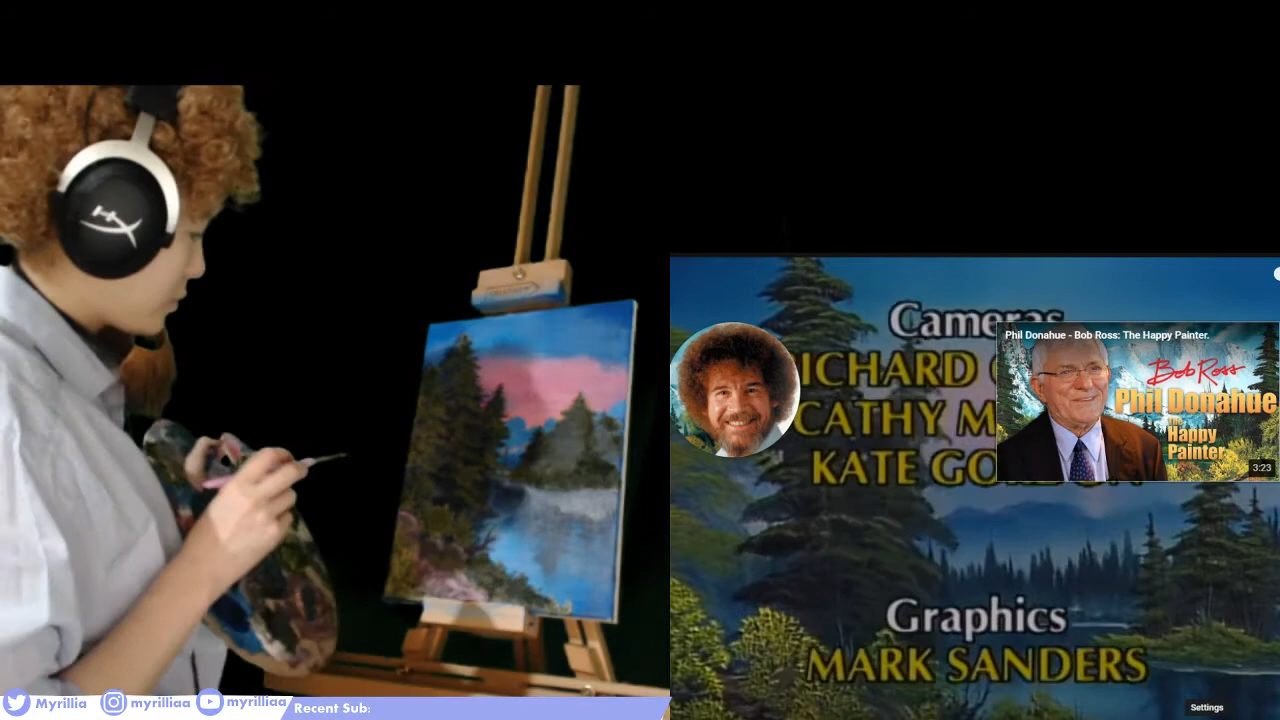 Cameras
ICHARD
CATHY M
KATE GORDON
Phil Donahue - Bob Ross: The Happy Painter.
Bob Ross
Phil Donahue
The
Happy
Painter
3:23
Graphics
MARK SANDERS
Settings
Myrillia
myrilliaa
myrilliaa
Recent Sub: